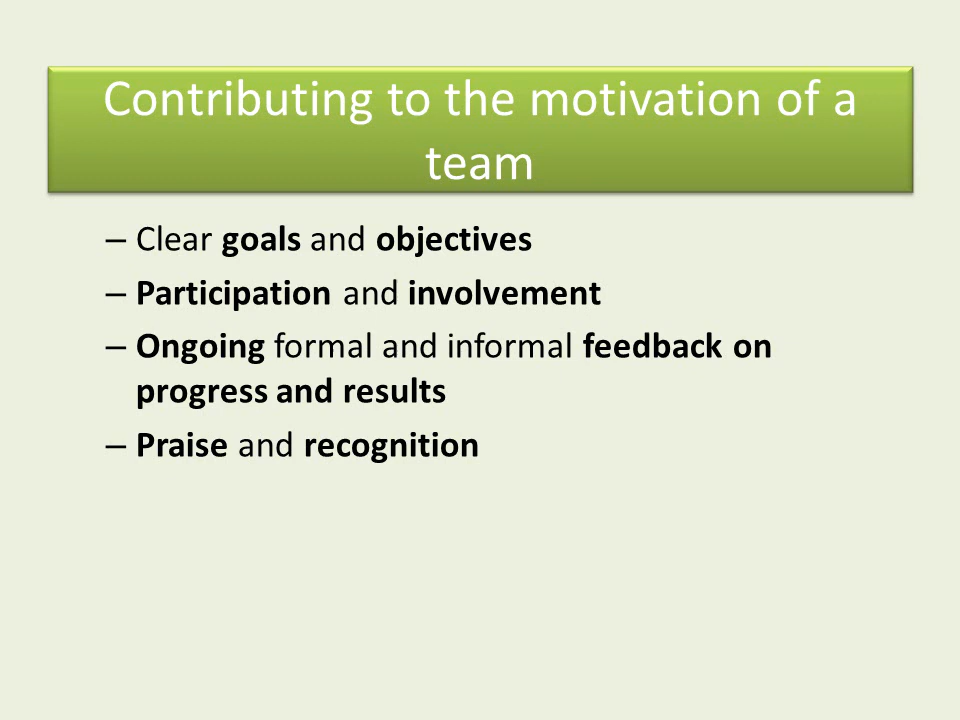 Contributing to the motivation of a
team
– Clear goals and objectives
– Participation and involvement
– Ongoing formal and informal feedback on
progress and results
– Praise and recognition